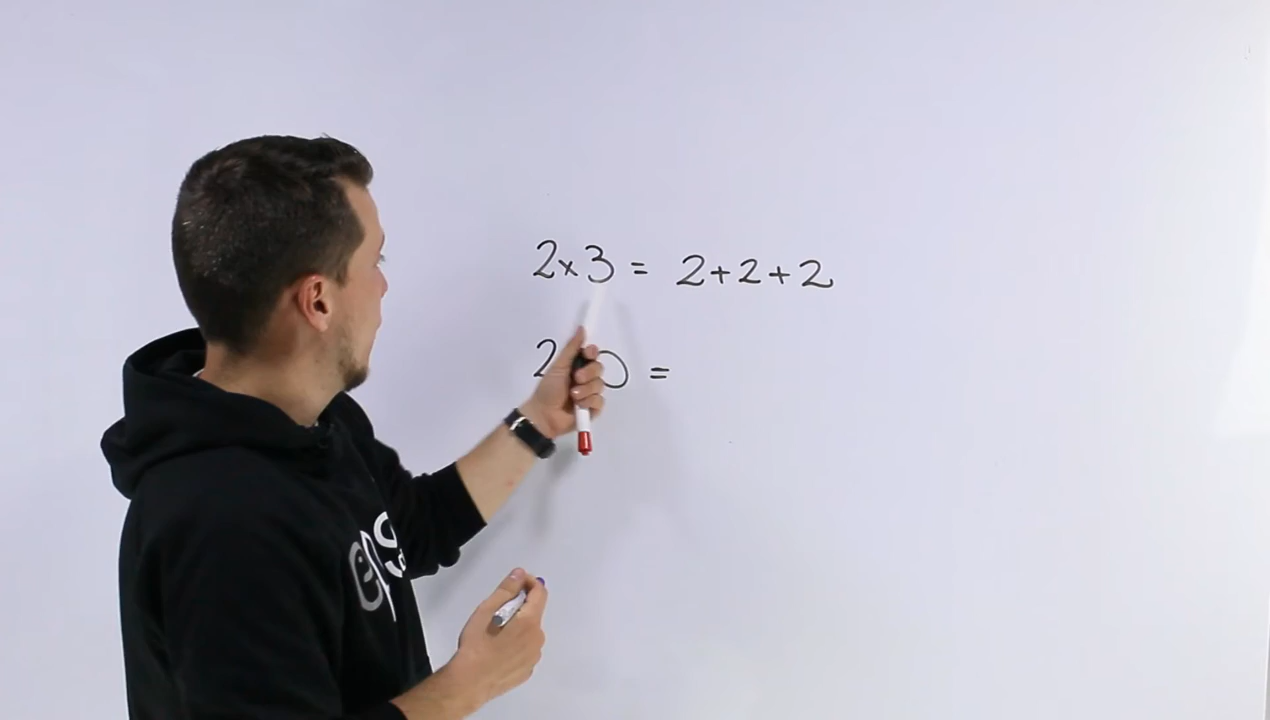 2x3 = 2+2+2
2 0 =